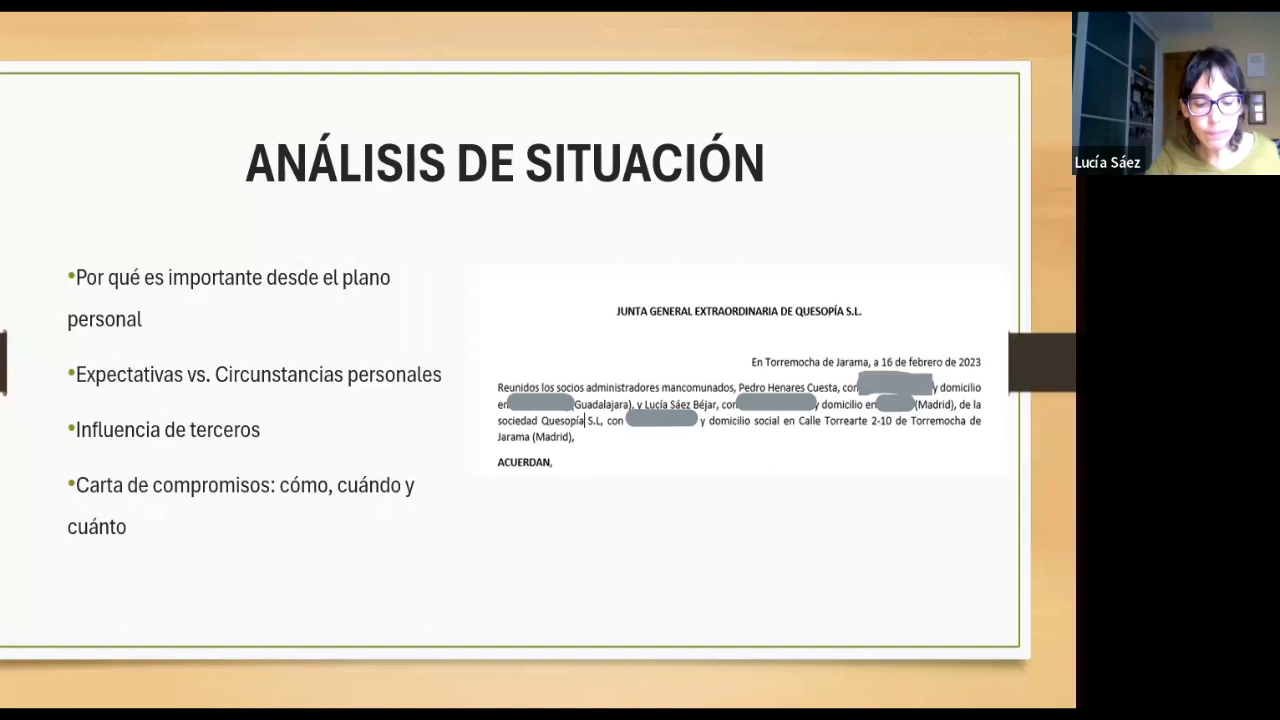 ANÁLISIS DE SITUACIÓN
•Por qué es importante desde el plano
personal
•Expectativas vs. Circunstancias personales
•Influencia de terceros
•Carta de compromisos: cómo, cuándo y
cuánto
JUNTA GENERAL EXTRAORDINARIA DE QUESOPÍA S.L.
En Torremocha de Jarama, a 16 de febrero de 2023
Reunidos los socios administradores mancomunados, Pedro Henares Cuesta, con y domicilio
en (Guadalajara), y Lucía Sáez Béjar, con y domicilio en (Madrid), de la
sociedad Quesopía S.L, con y domicilio social en Calle Torrearte 2-10 de Torremocha de
Jarama (Madrid),
ACUERDAN,
Lucía Sáez